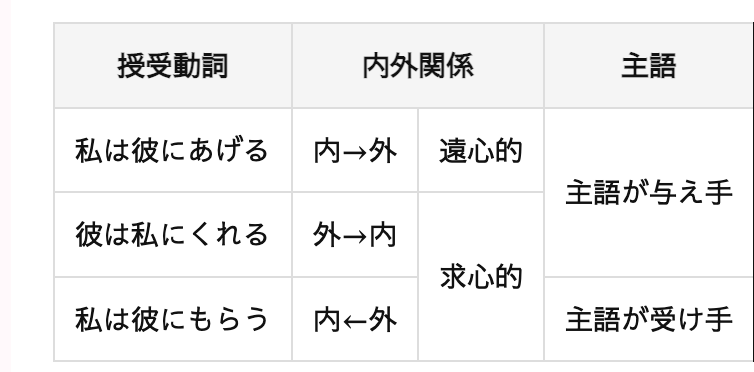 授受動詞 内外関係 主語
私は彼にあげる 内→外 遠心的
主語が与え手
彼は私にくれる 外→内
求心的
私は彼にもらう 内←外 主語が受け手